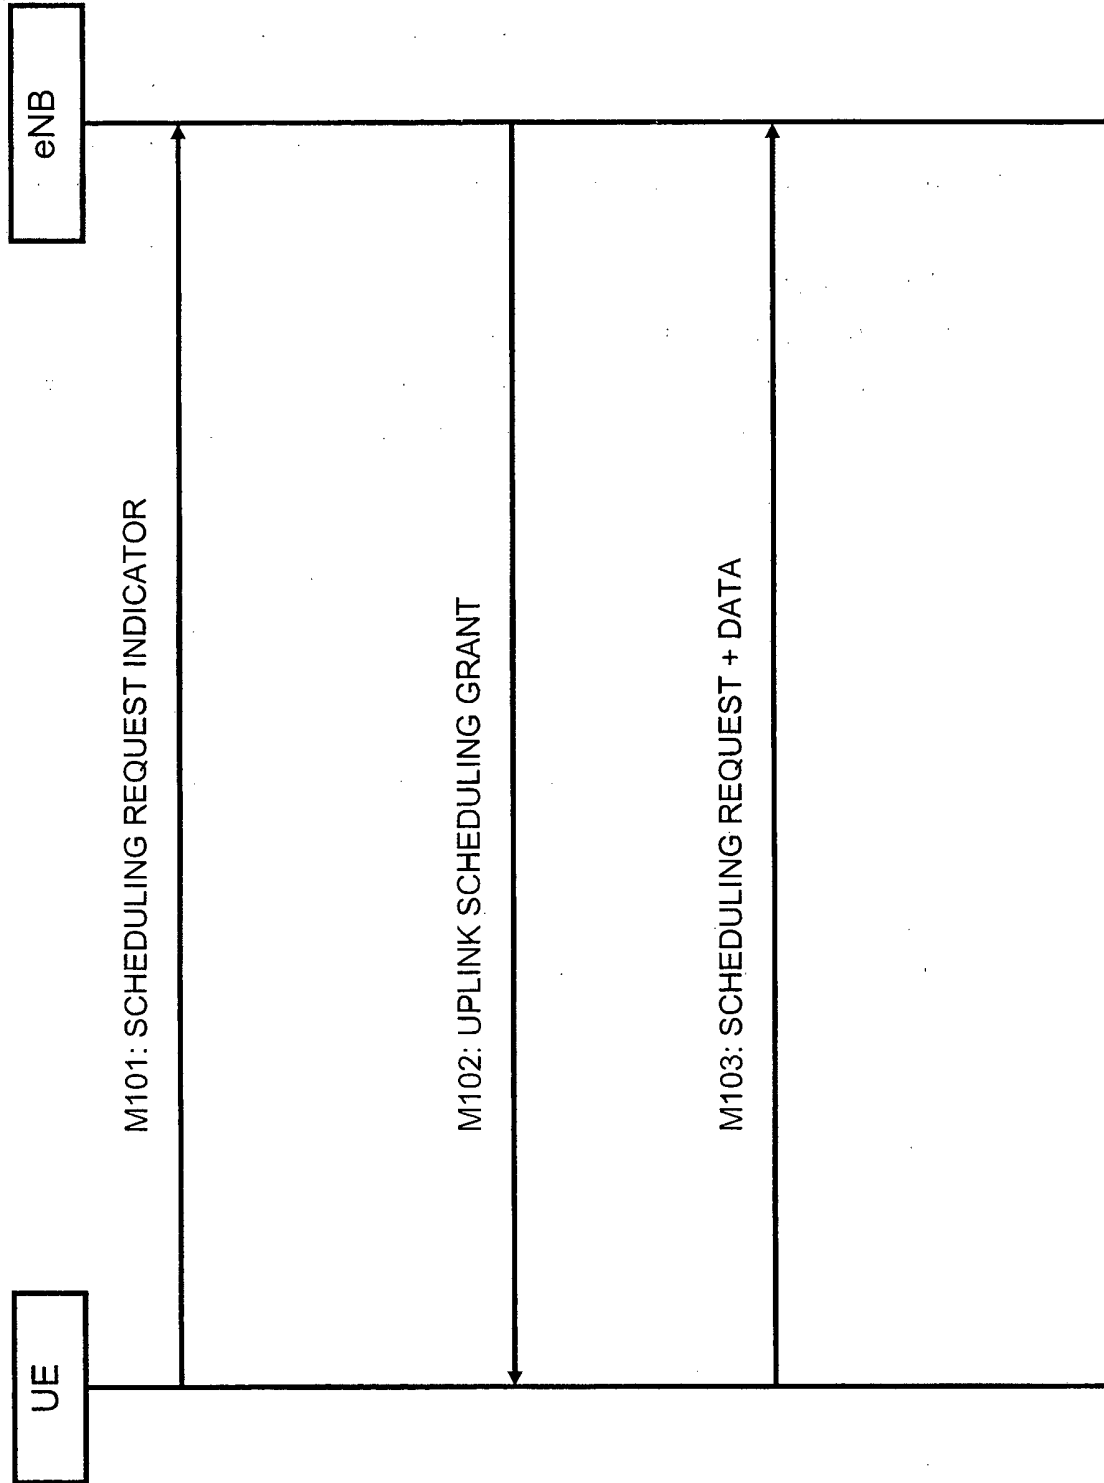 UE
eNB
M101: SCHEDULING REQUEST INDICATOR
M102: UPLINK SCHEDULING GRANT
M103: SCHEDULING REQUEST + DATA